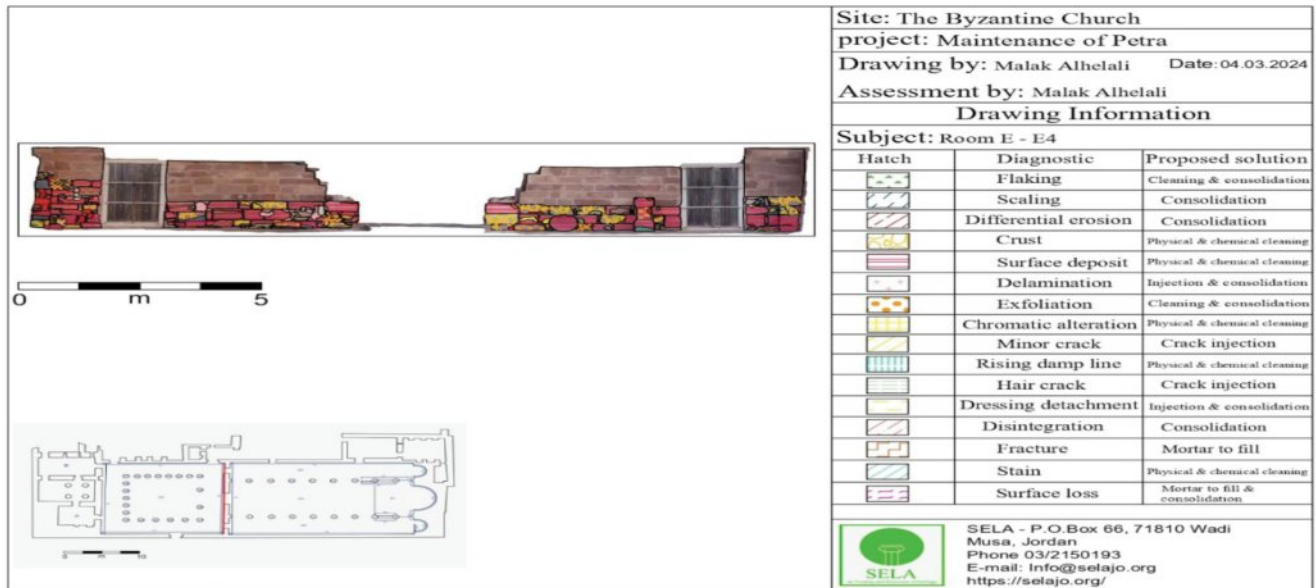 Site: The Byzantine Church
project: Maintenance of Petra
Drawing by: Malak Alhelali Date: 04.03.2024
Assessment by: Malak Alhelali
Drawing Information
Subject: Room E - E4
Hatch Diagnostic Proposed solution
Flaking Cleaning & consolidation
Scaling Consolidation
Differential erosion Consolidation
Crust Physical & chemical cleaning
Surface deposit Physical & chemical cleaning
Delamination Injection & consolidation
Exfoliation Cleaning & consolidation
Chromatic alteration Physical & chemical cleaning
Minor crack Crack injection
Rising damp line Physical & chemical cleaning
Hair crack Crack injection
Dressing detachment Injection & consolidation
Disintegration Consolidation
Fracture Mortar to fill
Stain Physical & chemical cleaning
Surface loss Mortar to fill & consolidation
0 m 5
SELA
SELA - P.O.Box 66, 71810 Wadi
Musa, Jordan
Phone 03/2150193
E-mail: Info@selajo.org
https://selajo.org/